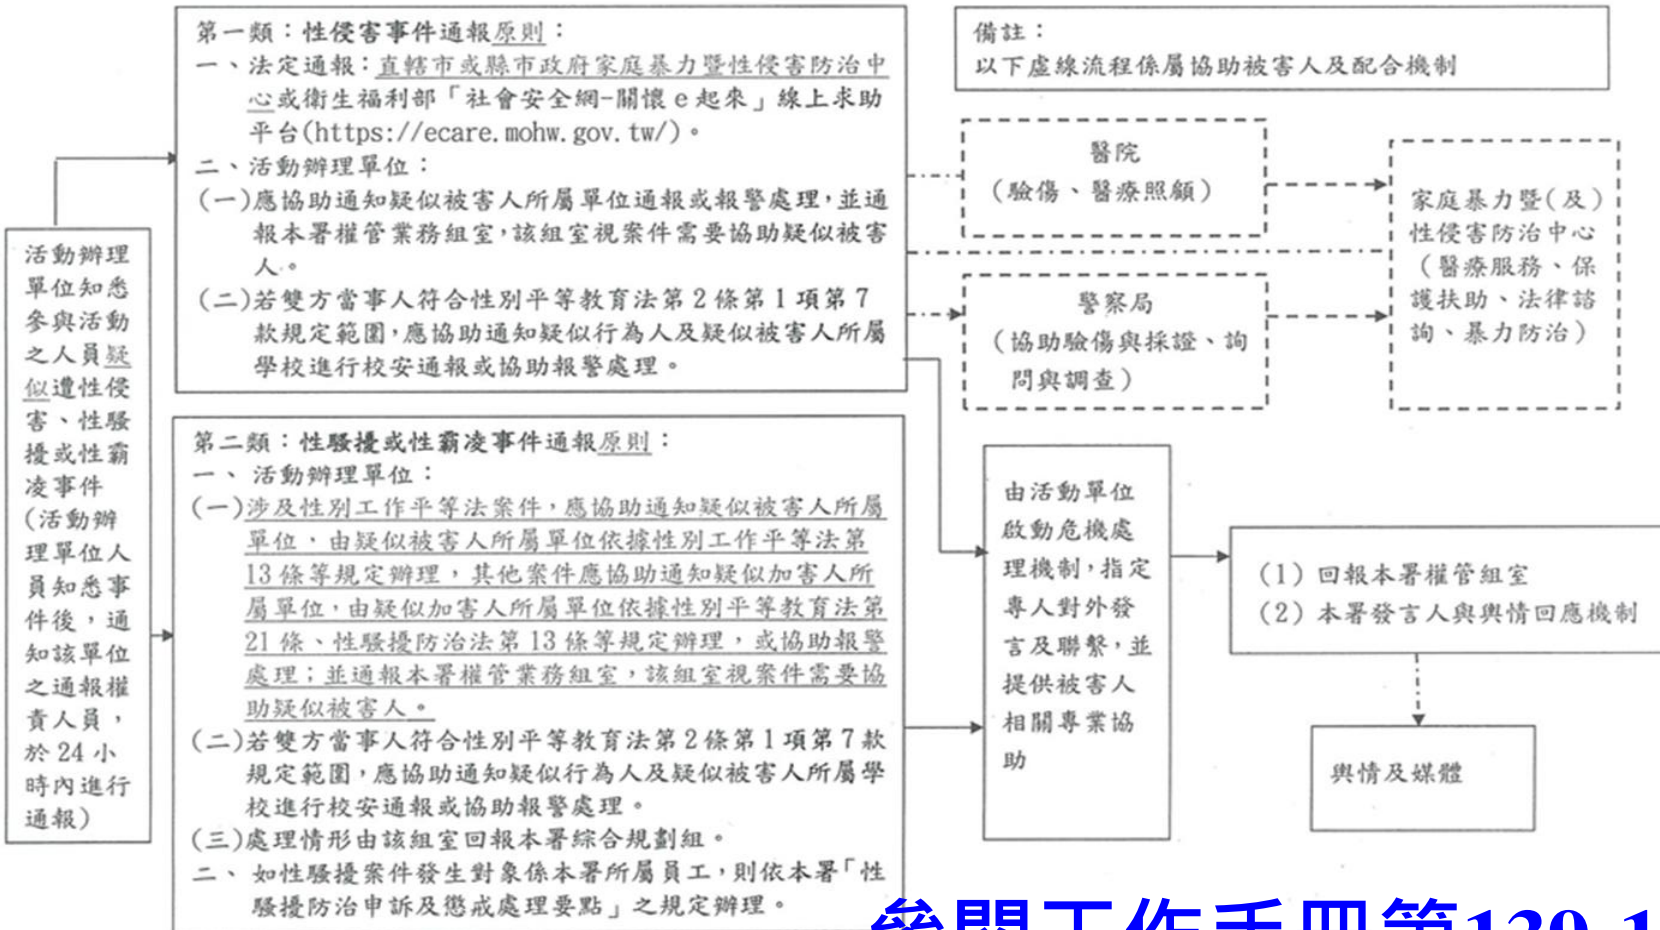 活動辦理
單位知悉
參與活動
之人員疑
似遭性侵
害、性騷
擾或性霸
凌事件
(活動辦
理單位人
員知悉事
件後，通
知該單位
之通報權
責人員，
於24小
時內進行
通報)
第一類：性侵害事件通報原則：
一、法定通報：直轄市或縣市政府家庭暴力暨性侵害防治中
心或衛生福利部「社會安全網-關懷e起來」線上求助
平台(https://ecare.mohw.gov.tw/)。
二、活動辦理單位：
(一)應協助通知疑似被害人所屬單位通報或報警處理，並通
報本署權管業務組室，該組室視案件需要協助疑似被害
人。
(二)若雙方當事人符合性別平等教育法第2條第1項第7
款規定範圍，應協助通知疑似行為人及疑似被害人所屬
學校進行校安通報或協助報警處理。
第二類：性騷擾或性霸凌事件通報原則：
一、活動辦理單位：
(一)涉及性別工作平等法案件，應協助通知疑似被害人所屬
單位，由疑似被害人所屬單位依據性別工作平等法第
13條等規定辦理，其他案件應協助通知疑似加害人所
屬單位，由疑似加害人所屬單位依據性別平等教育法第
21條、性騷擾防治法第13條等規定辦理，或協助報警
處理；並通報本署權管業務組室，該組室視案件需要協
助疑似被害人。
(二)若雙方當事人符合性別平等教育法第2條第1項第7款
規定範圍，應協助通知疑似行為人及疑似被害人所屬學
校進行校安通報或協助報警處理。
(三)處理情形由該組室回報本署綜合規劃組。
二、如性騷擾案件發生對象係本署所屬員工，則依本署「性
騷擾防治申訴及懲戒處理要點」之規定辦理。
備註：
以下虛線流程係屬協助被害人及配合機制
醫院
(驗傷、醫療照顧)
警察局
(協助驗傷與採證、詢
問與調查)
家庭暴力暨(及)
性侵害防治中心
(醫療服務、保
護扶助、法律諮
詢、暴力防治)
由活動單位
啟動危機處
理機制，指定
專人對外發
言及聯繫，並
提供被害人
相關專業協
助
(1) 回報本署權管組室
(2) 本署發言人與輿情回應機制
輿情及媒體
參閱工作手冊第139-1